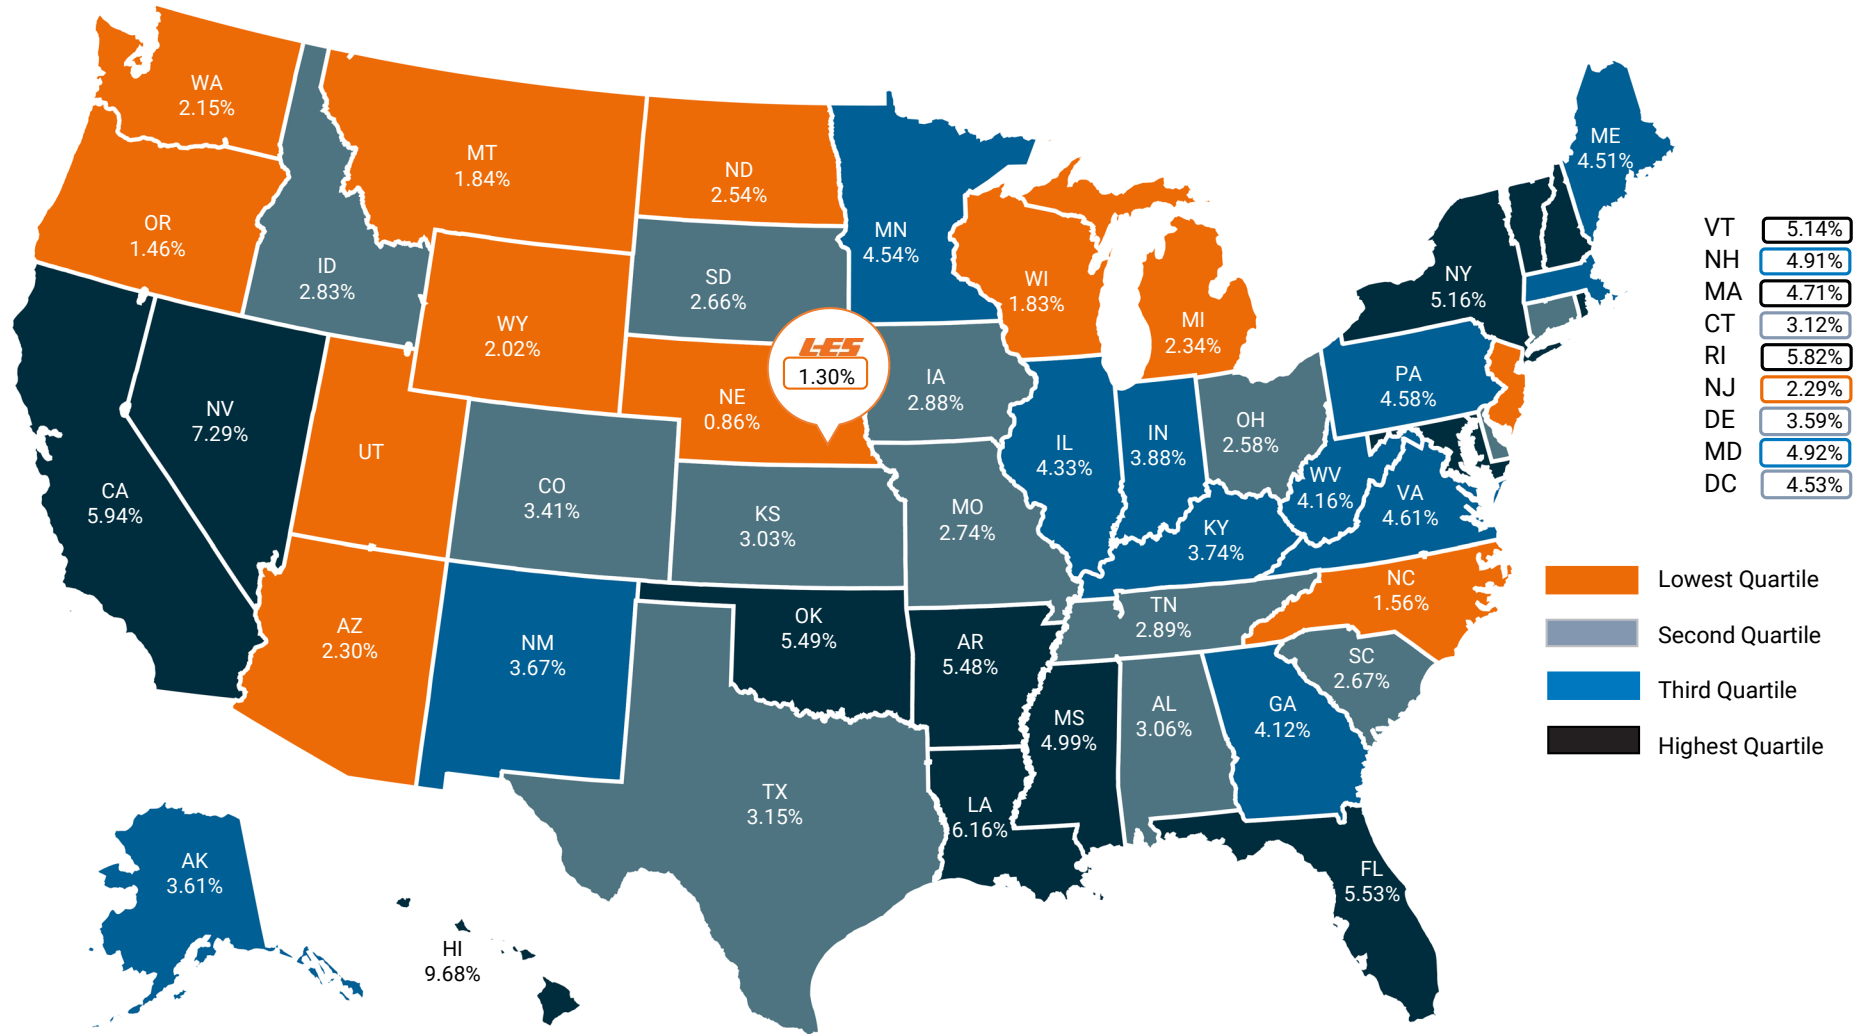 WA
2.15%
MT
1.84%
ND
2.54%
OR
1.46%
ID
2.83%
MN
4.54%
SD
2.66%
WI
1.83%
MI
2.34%
WY
2.02%
NE
0.86%
LES
1.30%
IA
2.88%
NV
7.29%
UT
CA
5.94%
CO
3.41%
KS
3.03%
MO
2.74%
IL
4.33%
IN
3.88%
OH
2.58%
NY
5.16%
PA
4.58%
ME
4.51%
WV
4.16%
VA
4.61%
KY
3.74%
NC
1.56%
TN
2.89%
SC
2.67%
AZ
2.30%
NM
3.67%
OK
5.49%
AR
5.48%
MS
4.99%
AL
3.06%
GA
4.12%
TX
3.15%
LA
6.16%
FL
5.53%
AK
3.61%
HI
9.68%
VT 5.14%
NH 4.91%
MA 4.71%
CT 3.12%
RI 5.82%
NJ 2.29%
DE 3.59%
MD 4.92%
DC 4.53%
Lowest Quartile
Second Quartile
Third Quartile
Highest Quartile